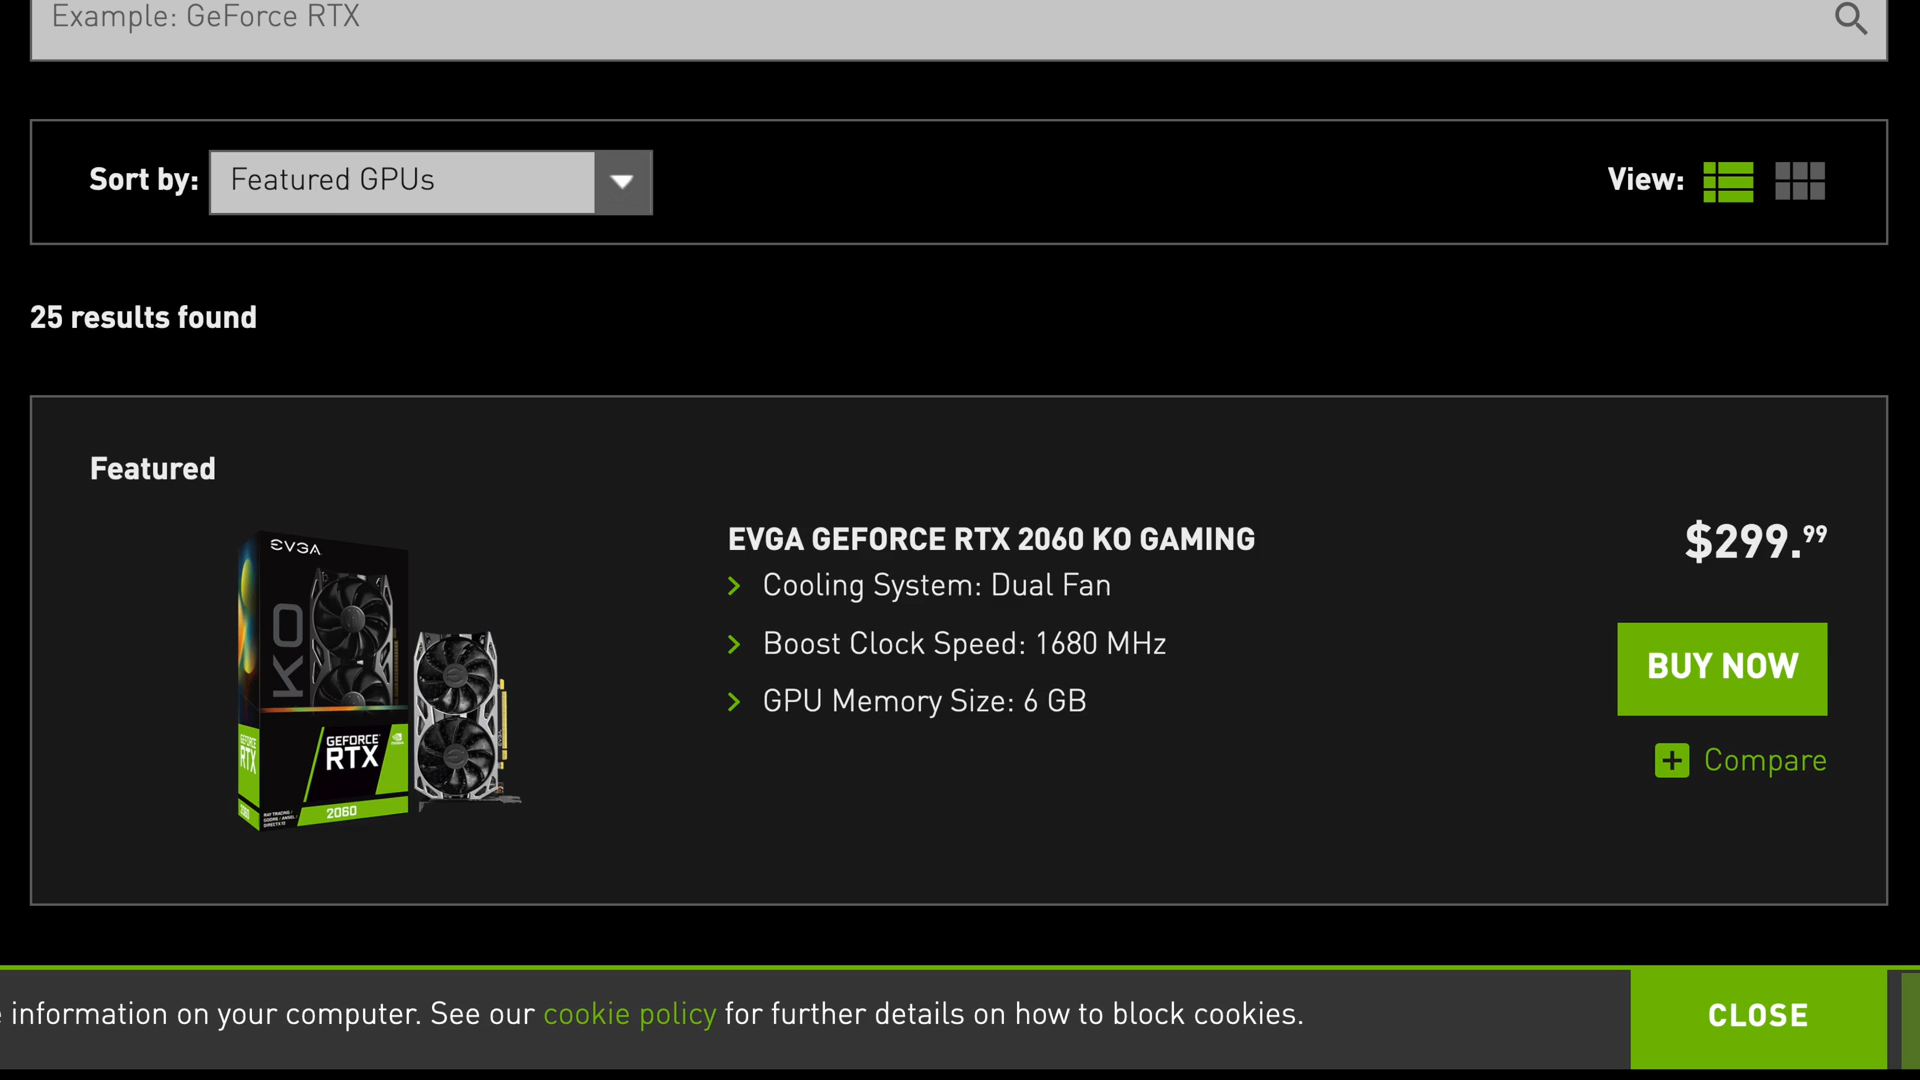 Example: GeForce RTX
Sort by: Featured GPUs
View:
25 results found
Featured
EVGA
KO
GEFORCE
RTX
2060
GEFORCE
RTX
2060
EVGA GEFORCE RTX 2060 KO GAMING
Cooling System: Dual Fan
Boost Clock Speed: 1680 MHz
GPU Memory Size: 6 GB
$299.99
BUY NOW
Compare
information on your computer. See our cookie policy for further details on how to block cookies.
CLOSE